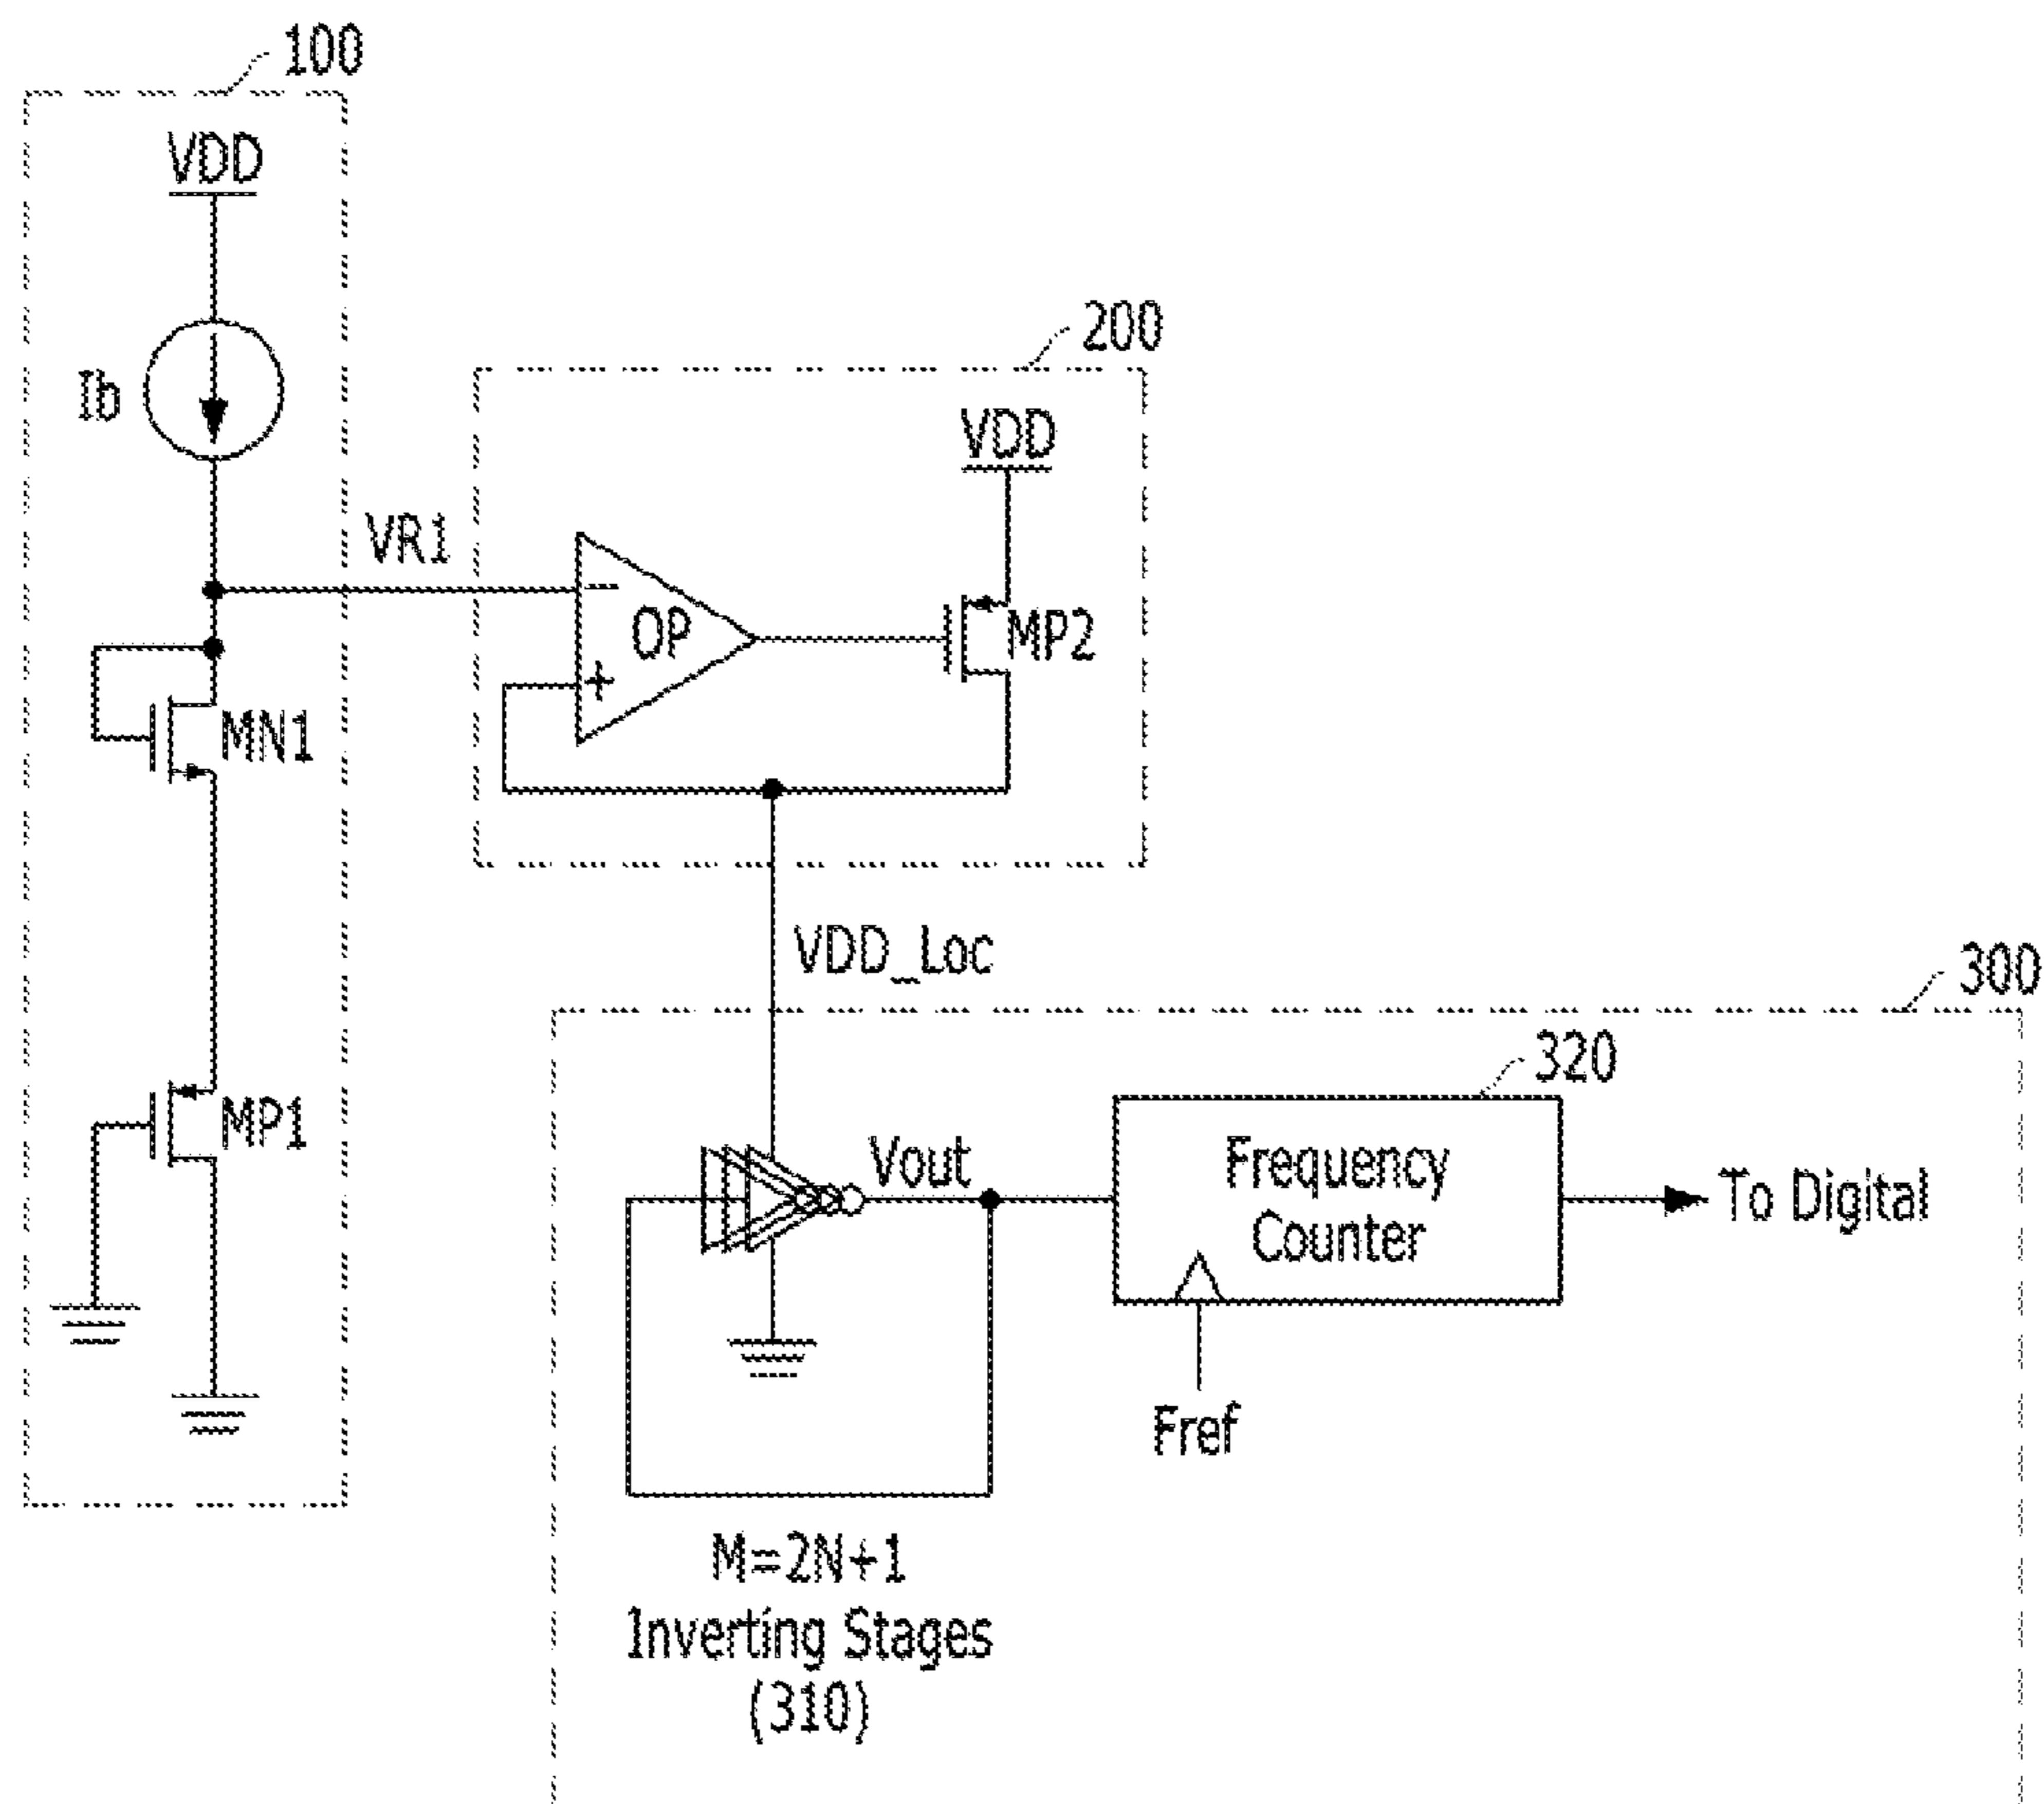 100
VDD
Ib
VR1
MN1
MP1
200
VDD
−
OP
+
MP2
VDD_Loc
300
320
Vout
Frequency
Counter
To Digital
Fref
M=2N+1
Inverting Stages
(310)